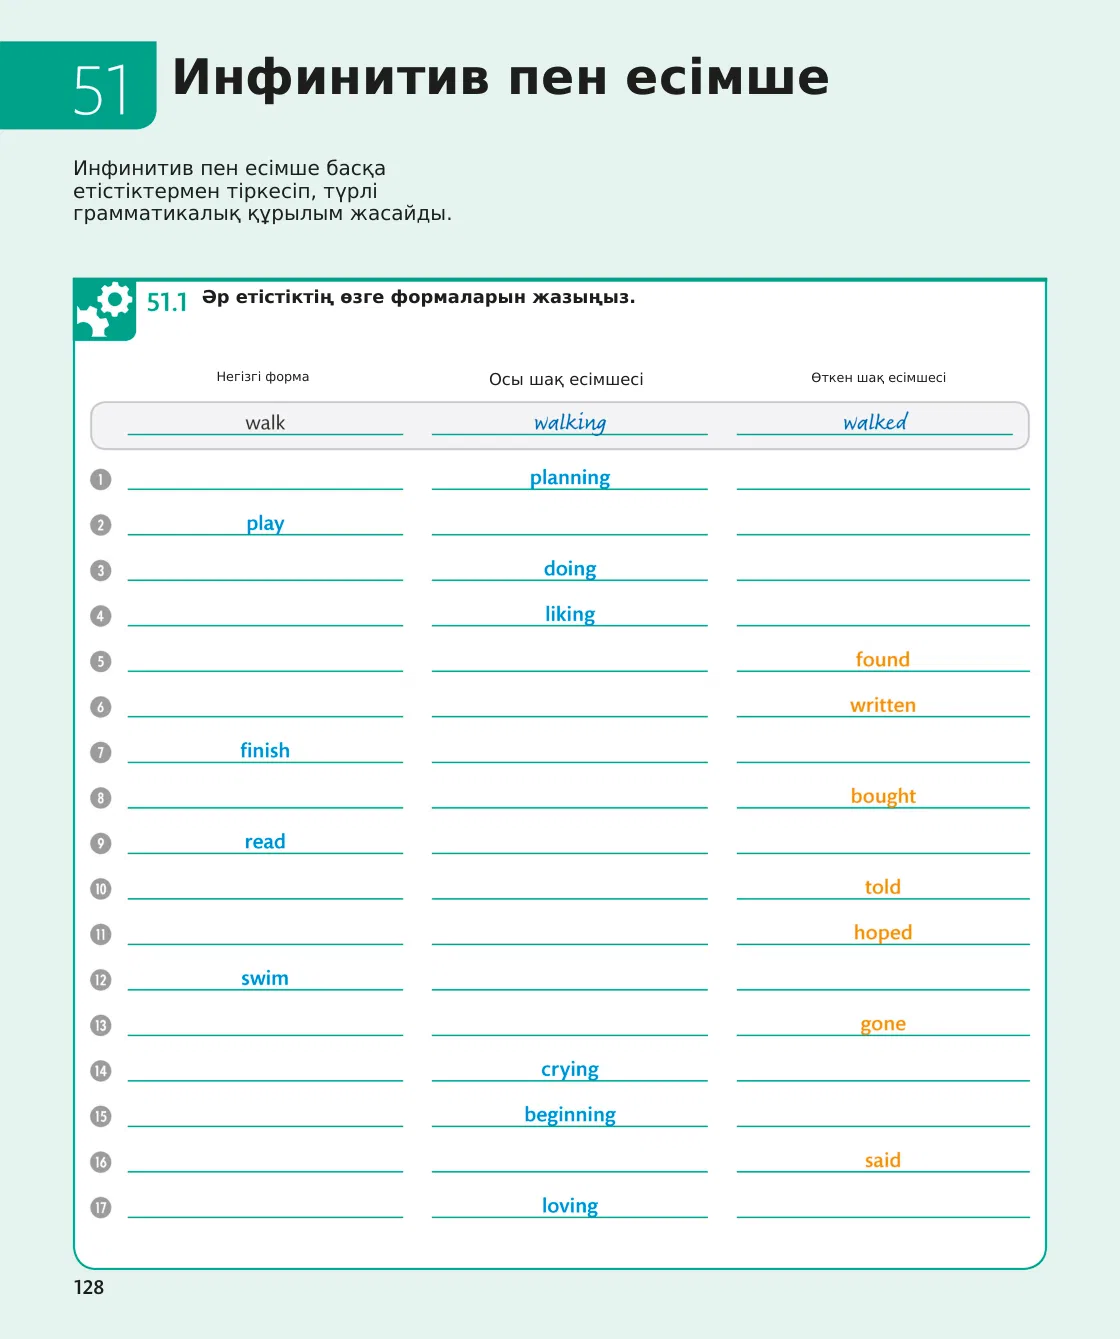 51
Инфинитив пен есімше
Инфинитив пен есімше басқа
етістіктермен тіркесіп, түрлі
грамматикалық құрылым жасайды.
51.1 Әр етістіктің өзге формаларын жазыңыз.
Негізгі форма Осы шақ есімшесі Өткен шақ есімшесі
walk walking walked
1 planning
2 play
3 doing
4 liking
5 found
6 written
7 finish
8 bought
9 read
10 told
11 hoped
12 swim
13 gone
14 crying
15 beginning
16 said
17 loving
128